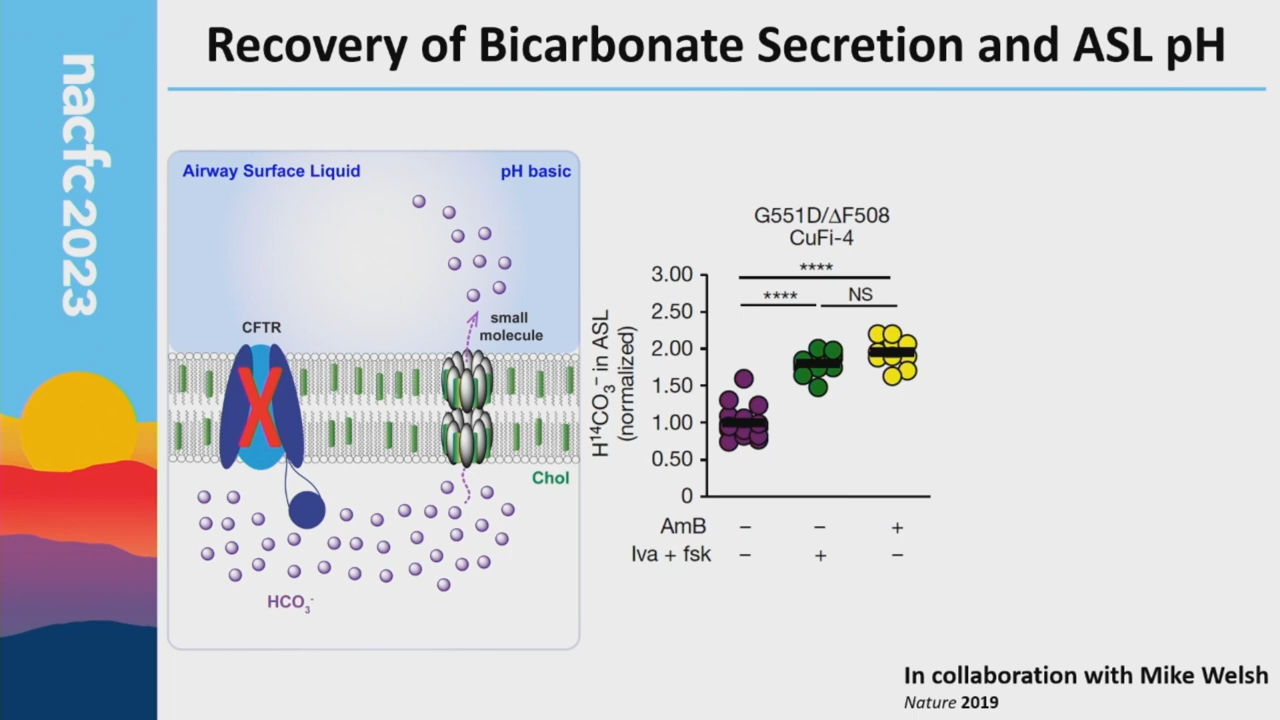 Recovery of Bicarbonate Secretion and ASL pH
nacfc 2023
Airway Surface Liquid
pH basic
small
molecule
CFTR
X
Chol
HCO₃⁻
G551D/ΔF508
CuFi-4
****
****
NS
H¹⁴CO₃⁻ in ASL
(normalized)
3.00
2.50
2.00
1.50
1.00
0.50
0
AmB – – +
Iva + fsk – + –
In collaboration with Mike Welsh
Nature 2019